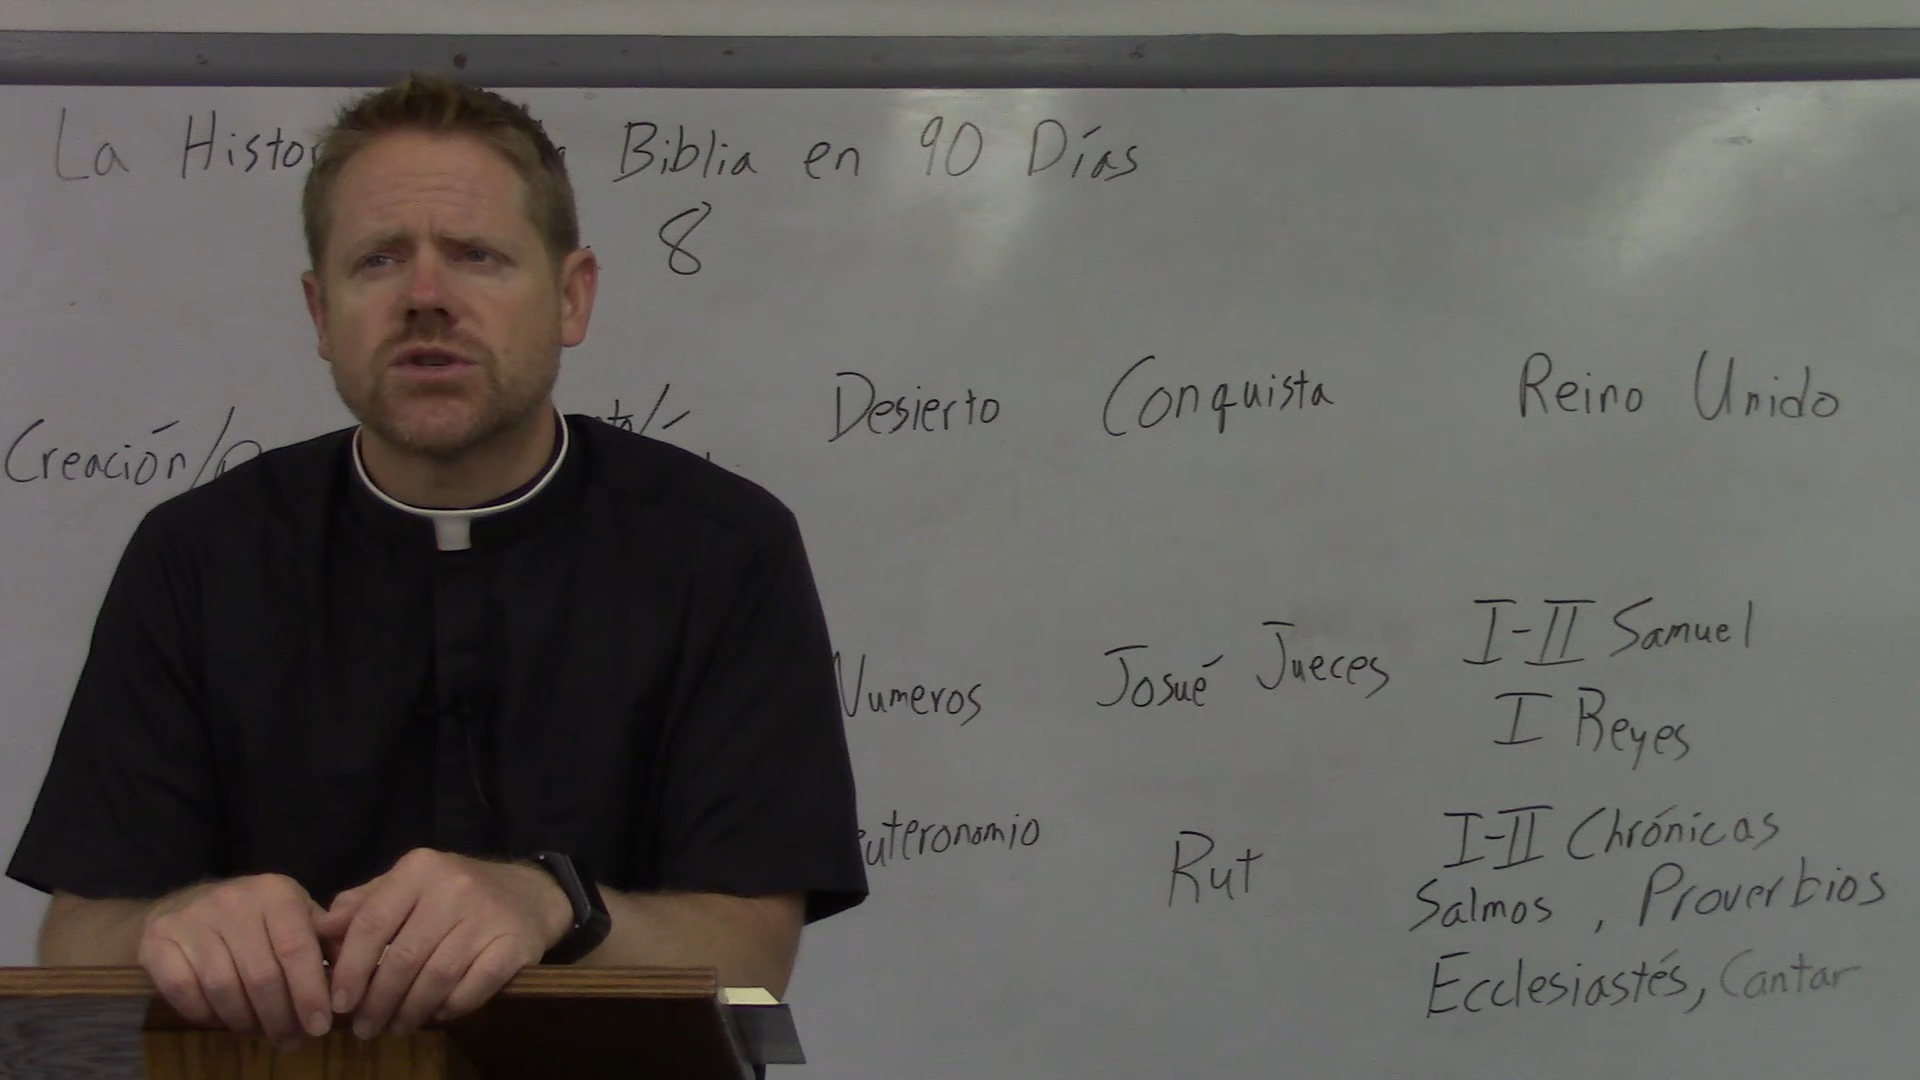 La Histo Biblia en 90 Días
8
Creación/
Desierto Conquista Reino Unido
Numeros Josué Jueces I-II Samuel
I Reyes
euteronomio Rut I-II Chrónicas
Salmos, Proverbios
Ecclesiastés, Cantar